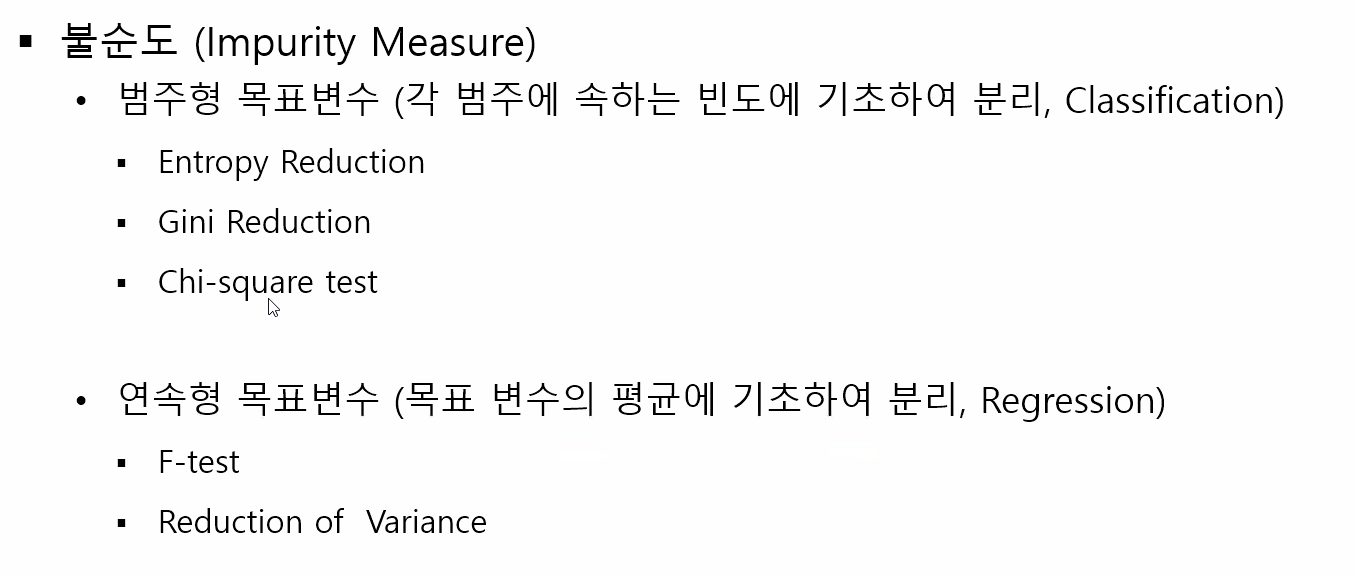 ▪ 불순도 (Impurity Measure)
• 범주형 목표변수 (각 범주에 속하는 빈도에 기초하여 분리, Classification)
▪ Entropy Reduction
▪ Gini Reduction
▪ Chi-square test
• 연속형 목표변수 (목표 변수의 평균에 기초하여 분리, Regression)
▪ F-test
▪ Reduction of Variance